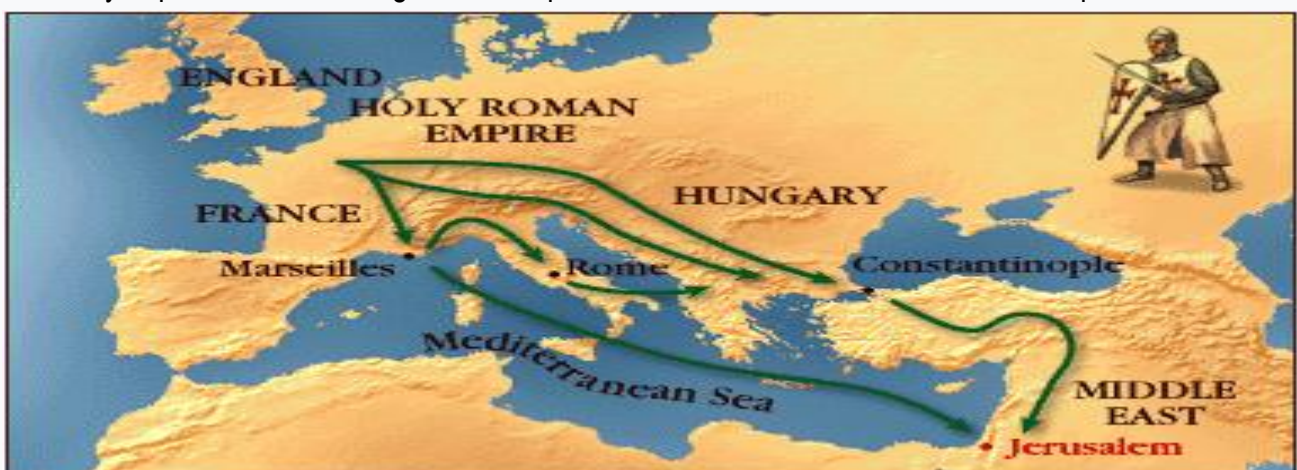 ENGLAND
HOLY ROMAN
EMPIRE
HUNGARY
FRANCE
Marseilles
Rome
Constantinople
Mediterranean Sea
MIDDLE
EAST
Jerusalem